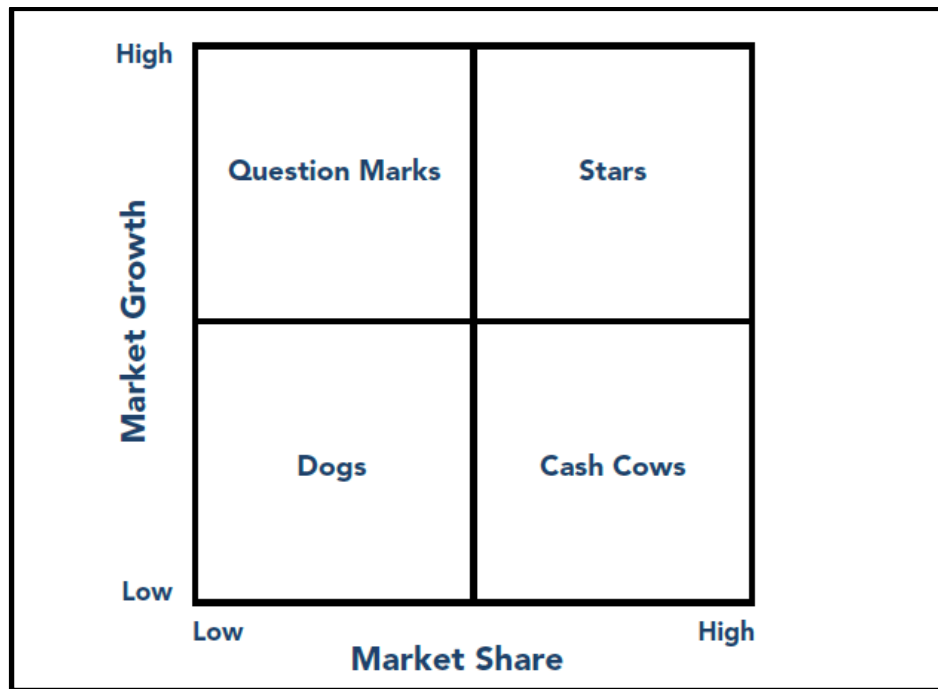 High
Question Marks
Stars
Market Growth
Dogs
Cash Cows
Low
Low
High
Market Share